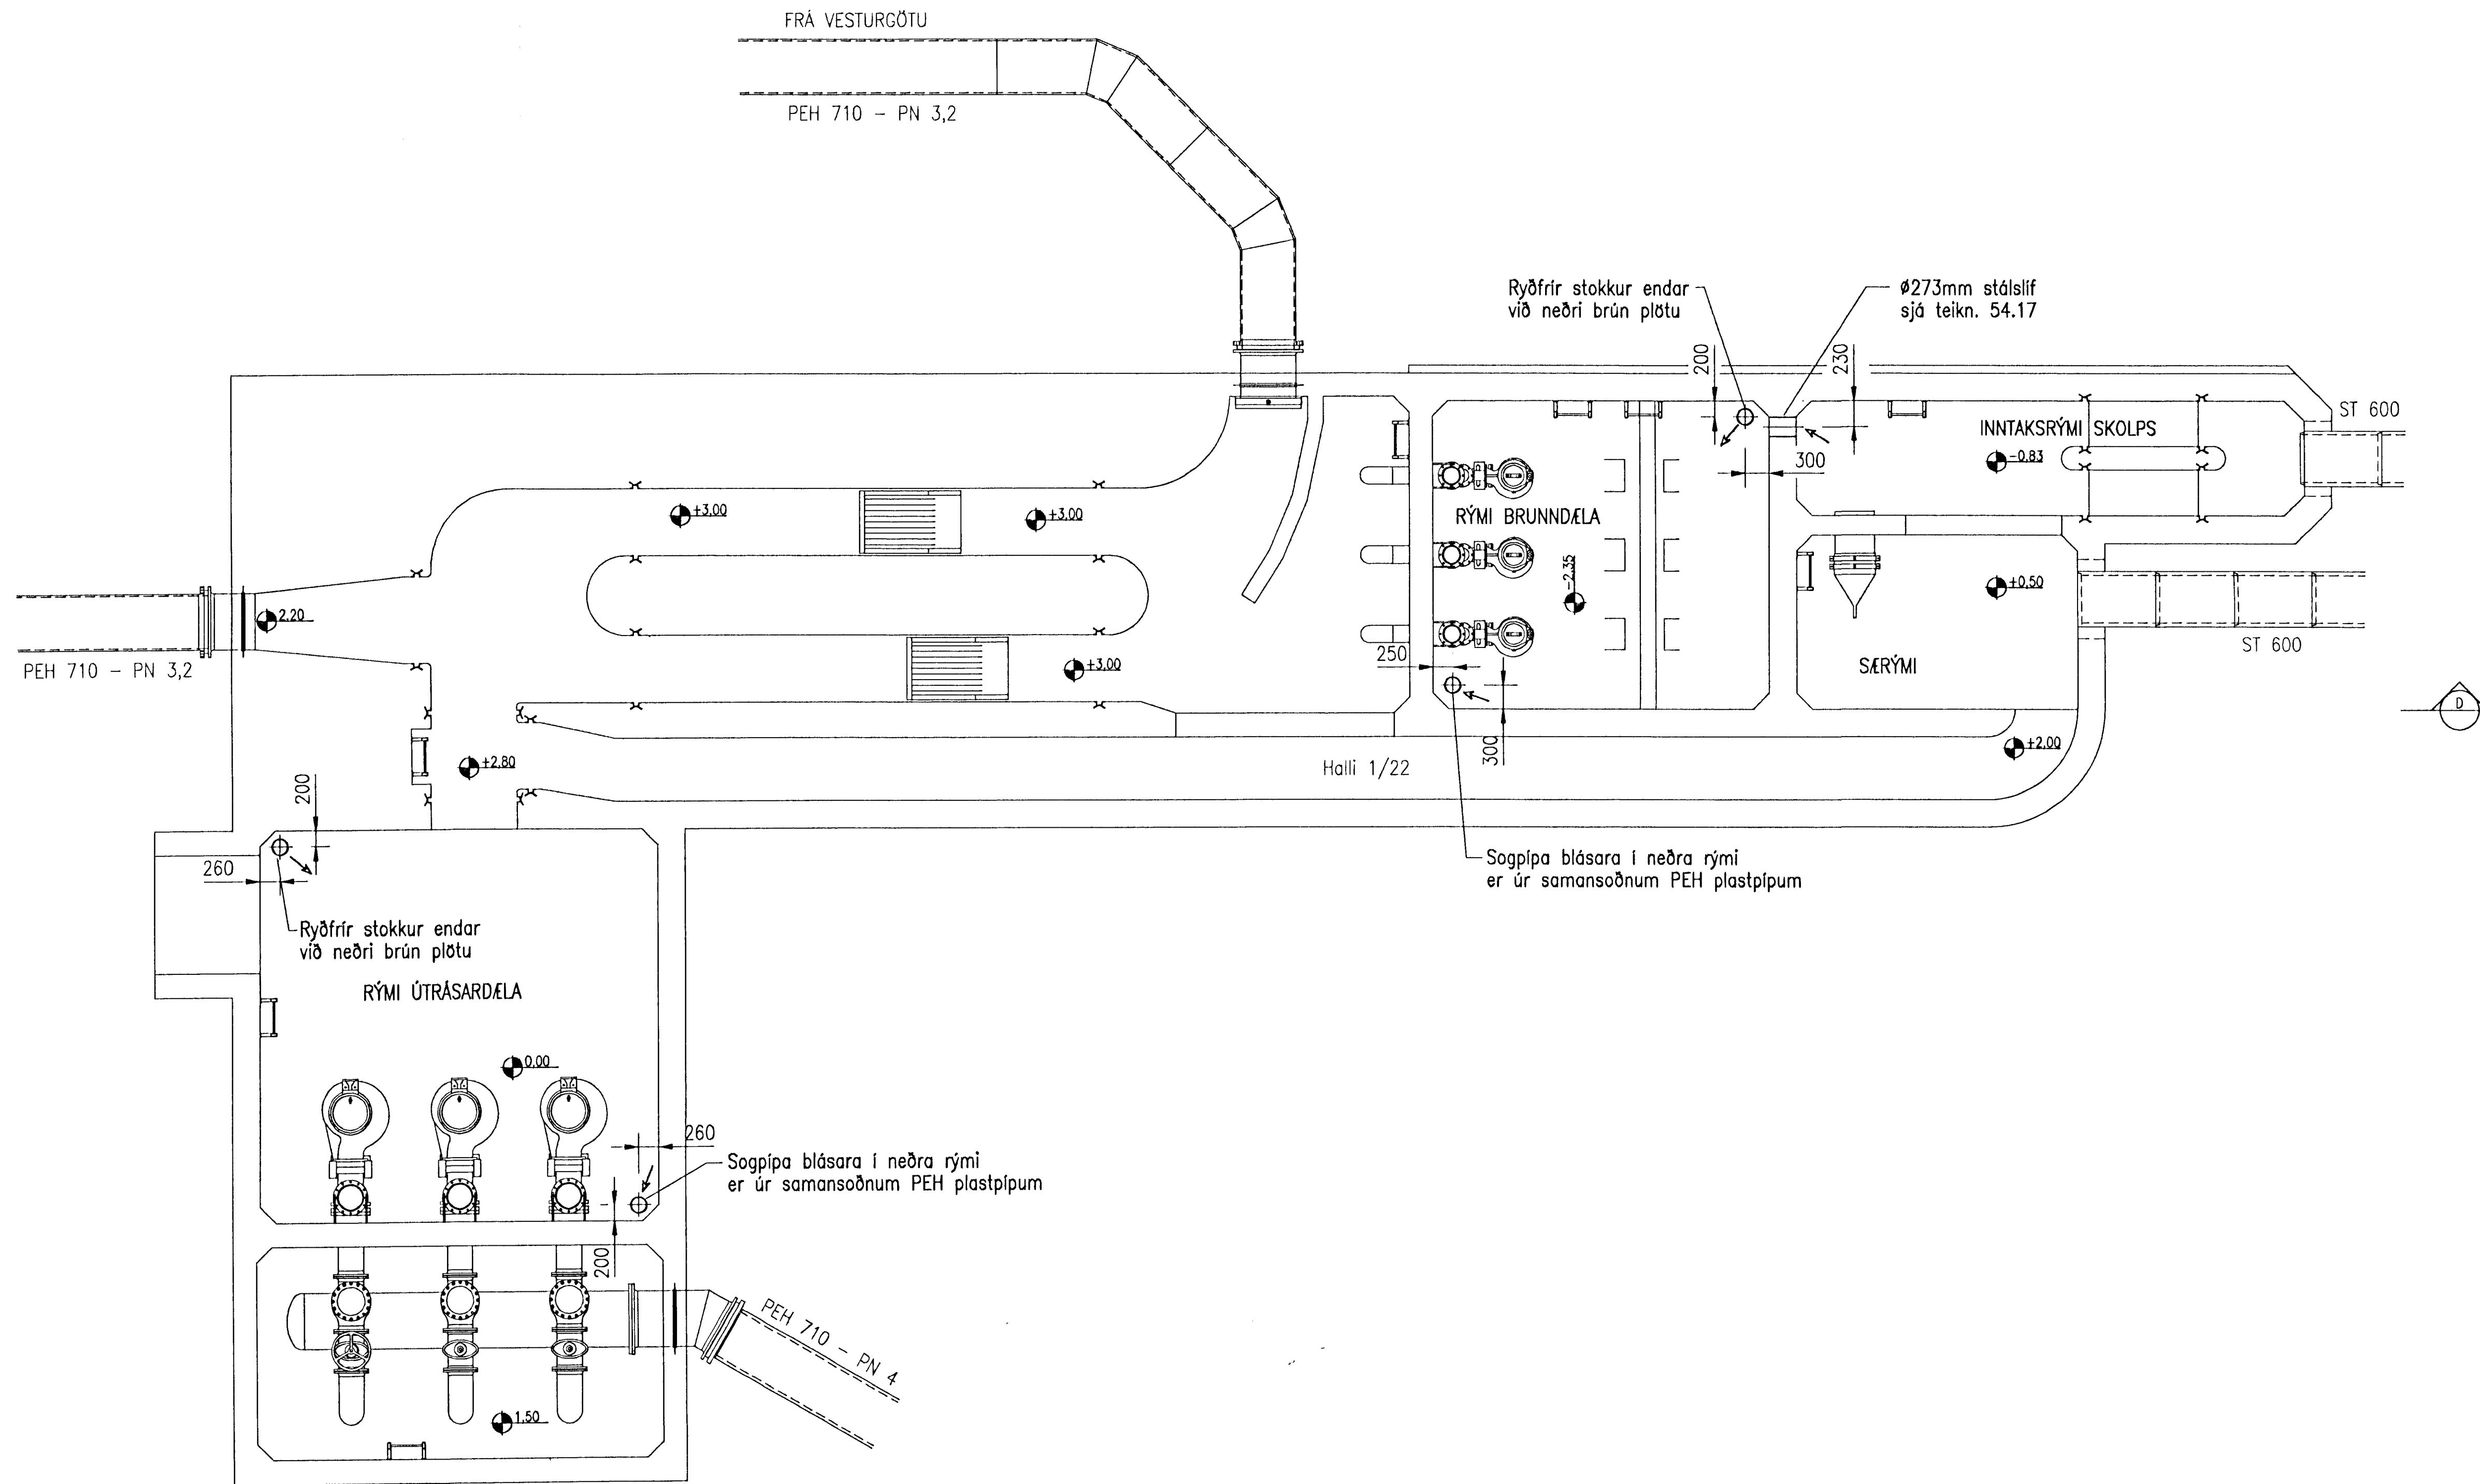 FRÁ VESTURGÖTU
PEH 710 – PN 3,2
Ryðfrír stokkur endar
við neðri brún plötu
Ø273mm stálslíf
sjá teikn. 54.17
200
230
ST 600
INNTAKSRÝMI SKOLPS
-0,83
300
+3,00
+3,00
RÝMI BRUNNDÆLA
-2,35
+0,50
2,20
PEH 710 – PN 3,2
+3,00
250
SÆRÝMI
ST 600
D
300
+2,00
+2,80
Halli 1/22
200
260
Sogpípa blásara í neðra rými
er úr samansoðnum PEH plastpípum
Ryðfrír stokkur endar
við neðri brún plötu
RÝMI ÚTRÁSARDÆLA
0,00
260
Sogpípa blásara í neðra rými
er úr samansoðnum PEH plastpípum
200
PEH 710 – PN 4
1,50